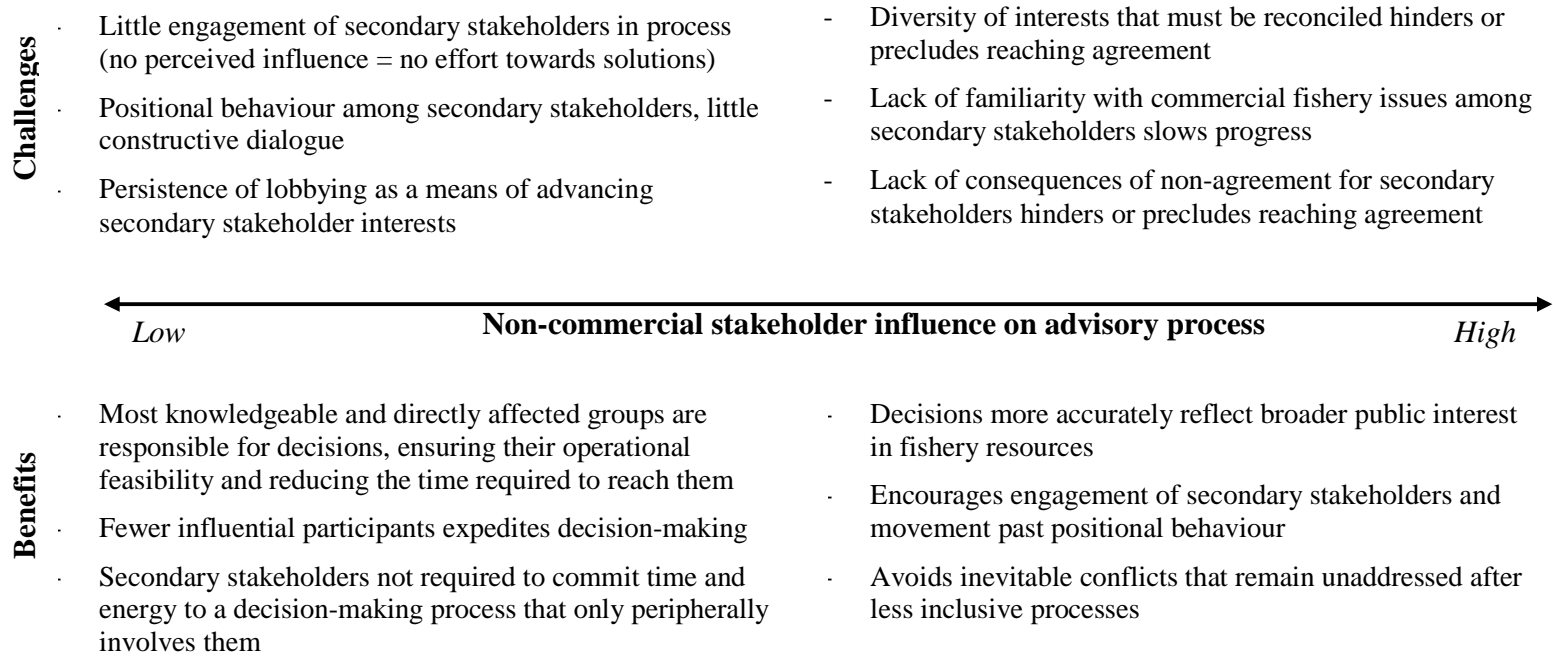 Challenges
· Little engagement of secondary stakeholders in process
(no perceived influence = no effort towards solutions)
· Positional behaviour among secondary stakeholders, little
constructive dialogue
· Persistence of lobbying as a means of advancing
secondary stakeholder interests
- Diversity of interests that must be reconciled hinders or
precludes reaching agreement
- Lack of familiarity with commercial fishery issues among
secondary stakeholders slows progress
- Lack of consequences of non-agreement for secondary
stakeholders hinders or precludes reaching agreement
Low
Non-commercial stakeholder influence on advisory process
High
Benefits
· Most knowledgeable and directly affected groups are
responsible for decisions, ensuring their operational
feasibility and reducing the time required to reach them
· Fewer influential participants expedites decision-making
· Secondary stakeholders not required to commit time and
energy to a decision-making process that only peripherally
involves them
· Decisions more accurately reflect broader public interest
in fishery resources
· Encourages engagement of secondary stakeholders and
movement past positional behaviour
· Avoids inevitable conflicts that remain unaddressed after
less inclusive processes